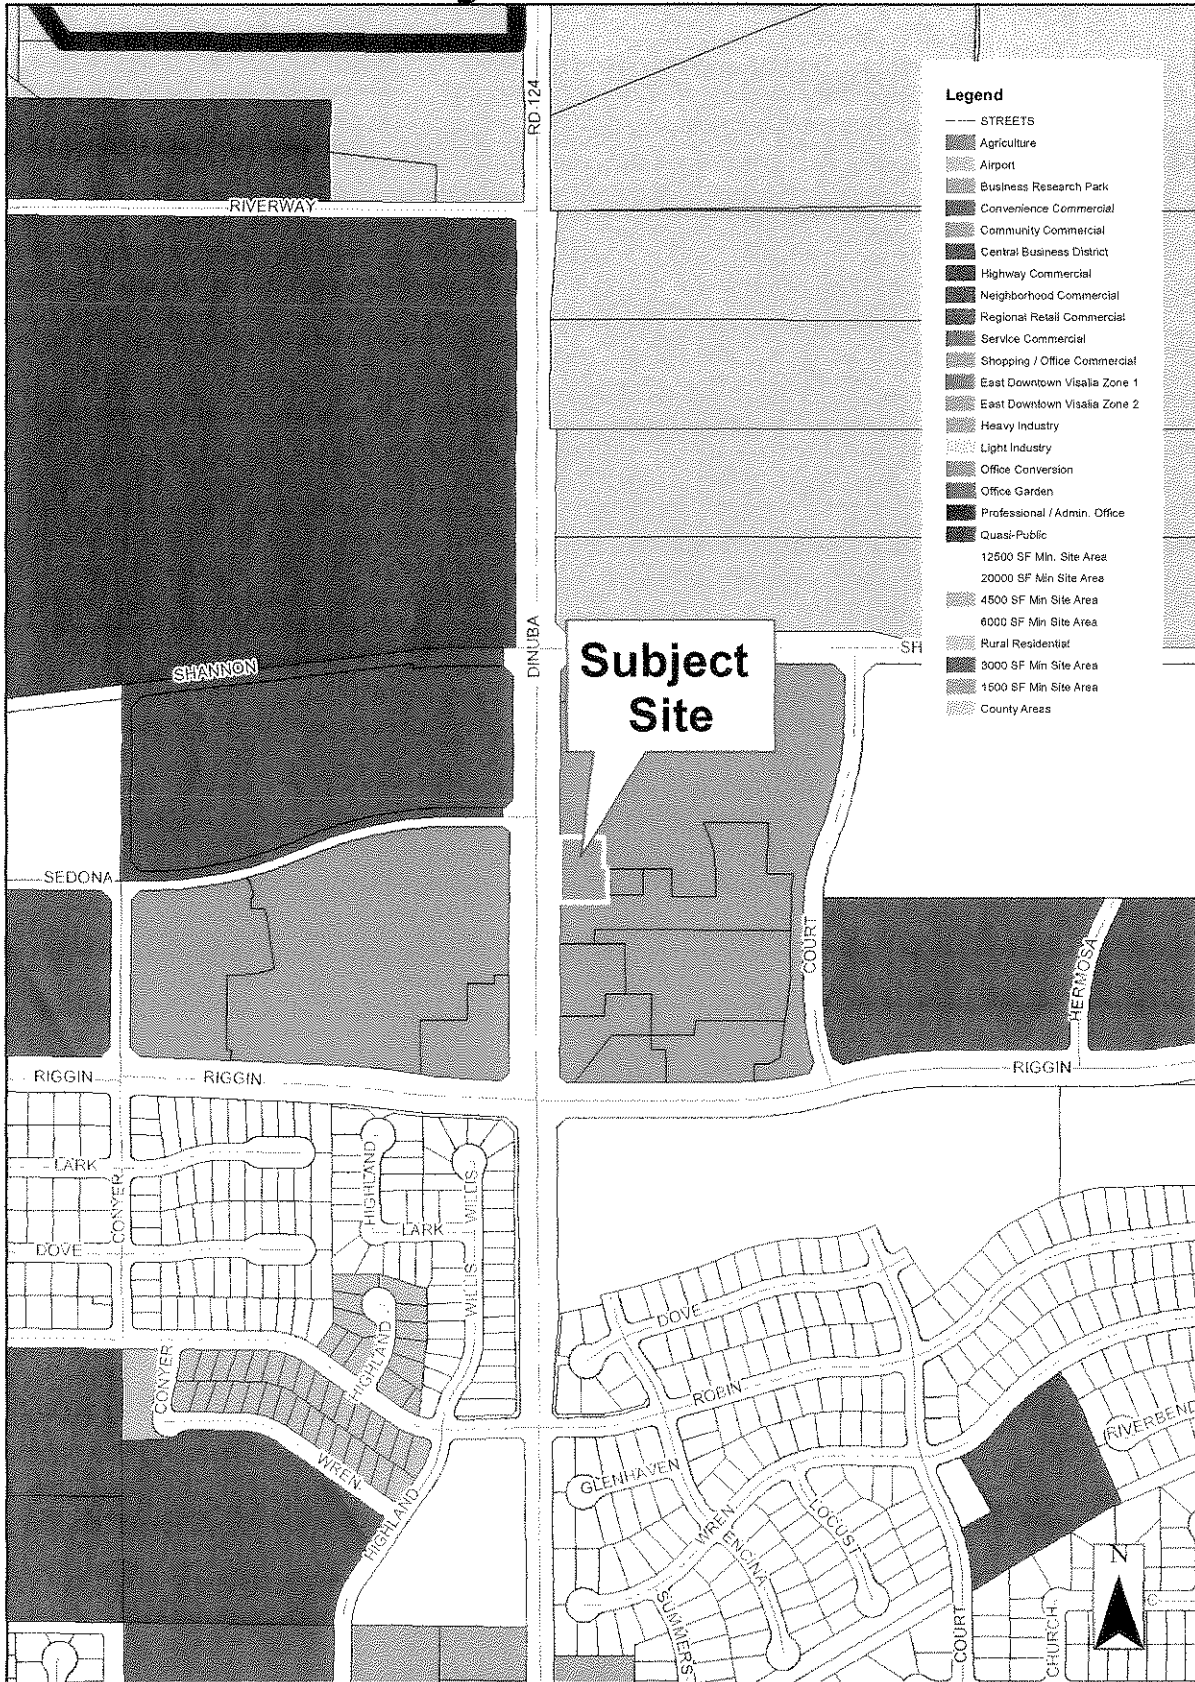 RD 124
Legend
STREETS
Agriculture
Airport
Business Research Park
Convenience Commercial
Community Commercial
Central Business District
Highway Commercial
Neighborhood Commercial
Regional Retail Commercial
Service Commercial
Shopping / Office Commercial
East Downtown Visalia Zone 1
East Downtown Visalia Zone 2
Heavy Industry
Light Industry
Office Conversion
Office Garden
Professional / Admin. Office
Quasi-Public
12500 SF Min. Site Area
20000 SF Min Site Area
4500 SF Min Site Area
6000 SF Min Site Area
Rural Residential
3000 SF Min Site Area
1500 SF Min Site Area
County Areas
RIVERWAY
DINUBA
SHANNON
SH
Subject
Site
SEDONA
COURT
HERMOSA
RIGGIN
RIGGIN
RIGGIN
LARK
CONYER
HIGHLAND
WILLIS
LARK
DOVE
WILLIS
DOVE
HIGHLAND
CONYER
ROBIN
RIVERBEND
WREN
GLENHAVEN
HIGHLAND
WREN
LOCUST
ENCINA
SUMMERS
COURT
CHURCH
C
N